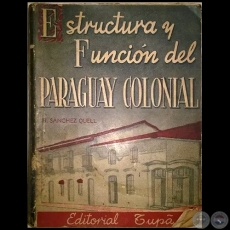 Estructura y
Función del
PARAGUAY COLONIAL
H. SANCHEZ QUELL
Editorial Tupã